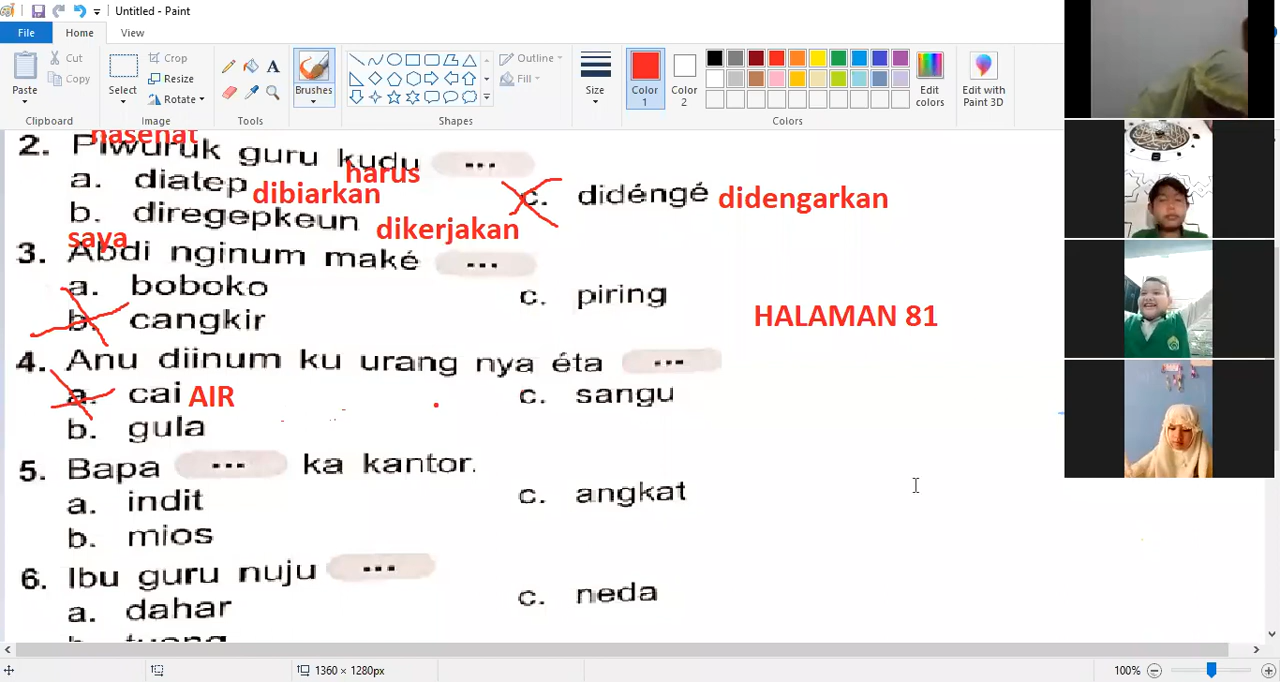 Untitled - Paint
File Home View
Paste
Cut
Copy
Clipboard
Select
Crop
Resize
Rotate
Image
A
Tools
Brushes
Shapes
Outline
Fill
Size
Color 1
Color 2
Colors
Edit colors
Edit with Paint 3D
nasehat
2. Piwuruk guru kudu ...
harus
a. diatep dibiarkan
c. didéngé didengarkan
b. diregepkeun dikerjakan
saya
3. Abdi nginum maké ...
a. boboko
c. piring
b. cangkir
HALAMAN 81
4. Anu diinum ku urang nya éta ...
a. cai AIR
c. sangu
b. gula
5. Bapa ... ka kantor.
a. indit
c. angkat
b. mios
6. Ibu guru nuju ...
a. dahar
c. neda
1360 × 1280px
100%